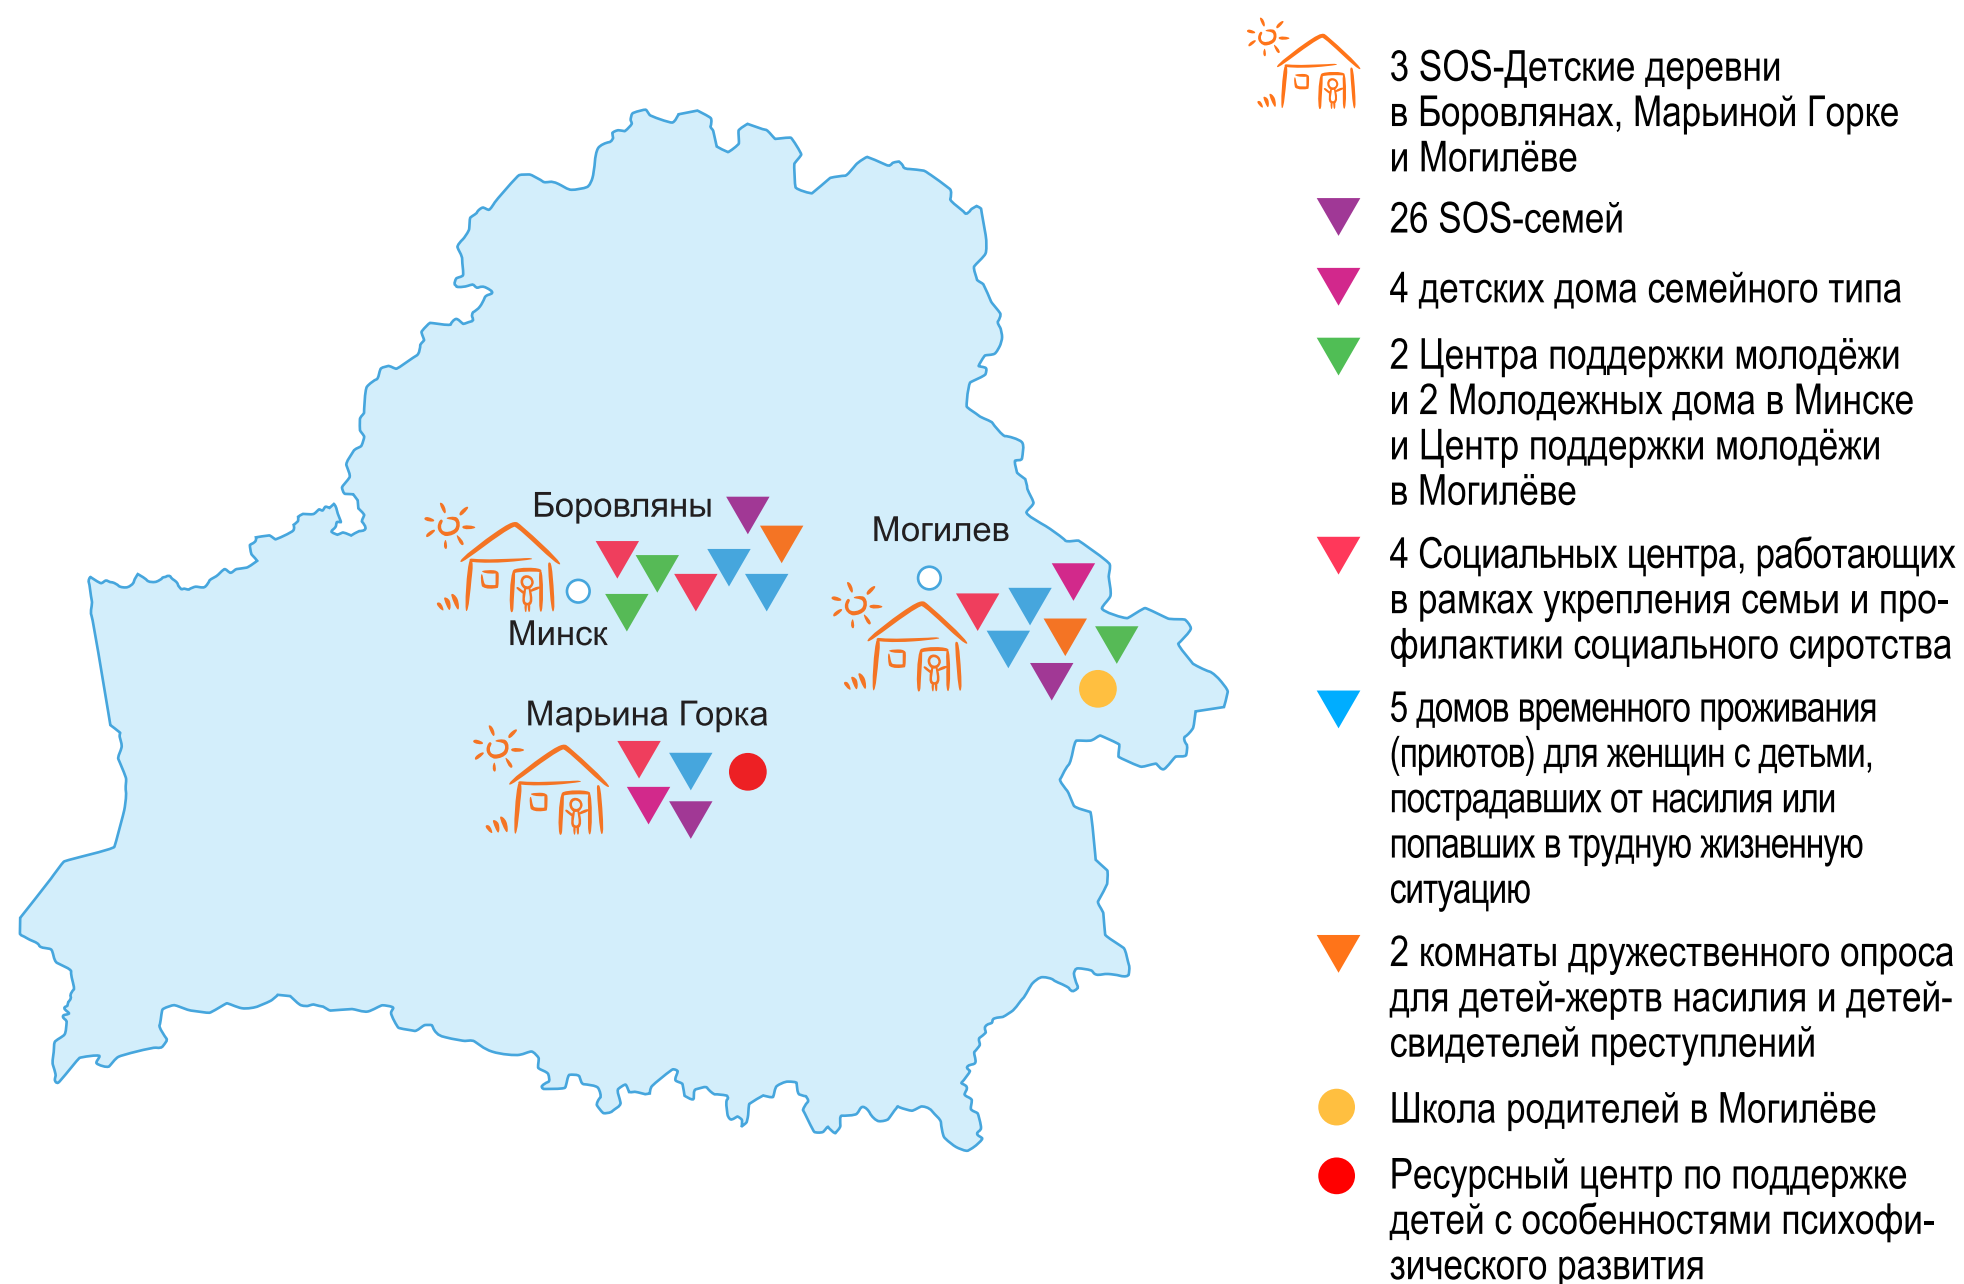 Боровляны
Минск
Могилев
Марьина Горка
3 SOS-Детские деревни
в Боровлянах, Марьиной Горке
и Могилёве
26 SOS-семей
4 детских дома семейного типа
2 Центра поддержки молодёжи
и 2 Молодежных дома в Минске
и Центр поддержки молодёжи
в Могилёве
4 Социальных центра, работающих
в рамках укрепления семьи и про-
филактики социального сиротства
5 домов временного проживания
(приютов) для женщин с детьми,
пострадавших от насилия или
попавших в трудную жизненную
ситуацию
2 комнаты дружественного опроса
для детей-жертв насилия и детей-
свидетелей преступлений
Школа родителей в Могилёве
Ресурсный центр по поддержке
детей с особенностями психофи-
зического развития